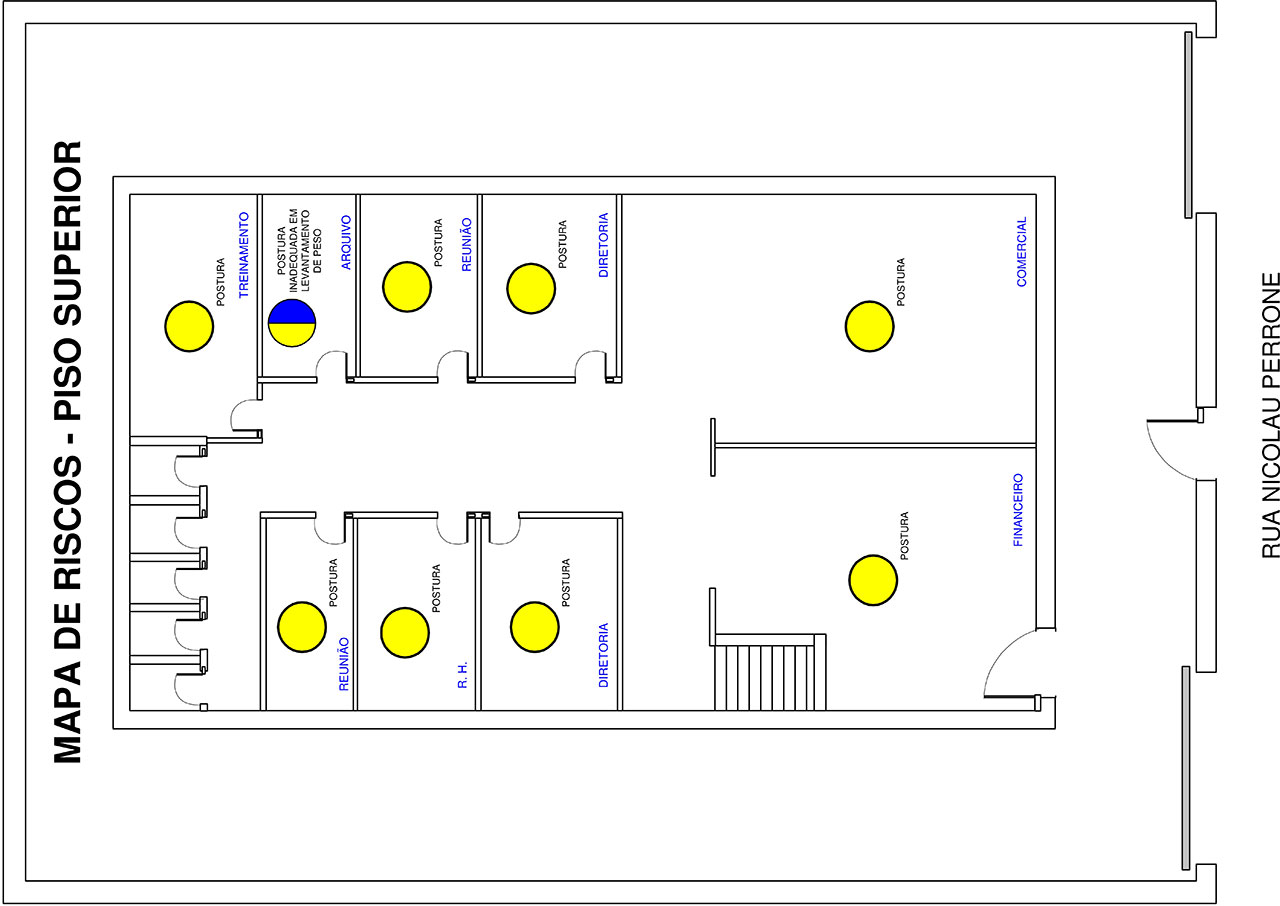 MAPA DE RISCOS - PISO SUPERIOR
POSTURA
TREINAMENTO
POSTURA
INADEQUADA EM
LEVANTAMENTO
DE PESO
ARQUIVO
POSTURA
REUNIÃO
POSTURA
DIRETORIA
POSTURA
COMERCIAL
POSTURA
REUNIÃO
POSTURA
R. H.
POSTURA
DIRETORIA
POSTURA
FINANCEIRO
RUA NICOLAU PERRONE